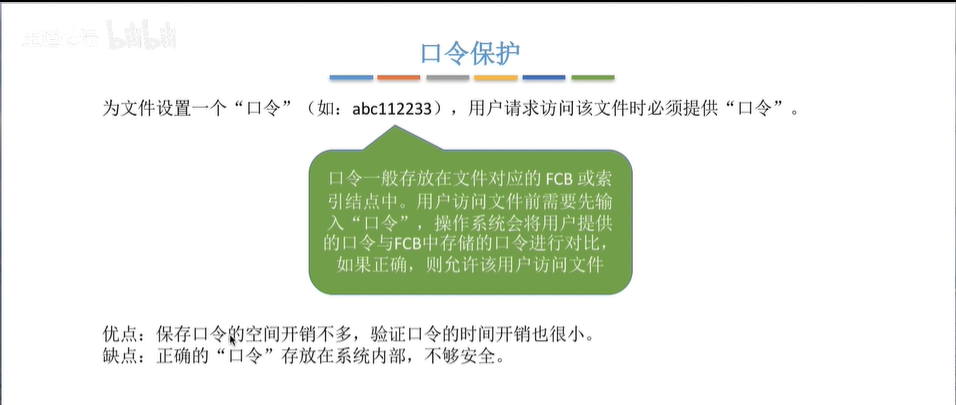 bilibili
口令保护
为文件设置一个“口令”（如：abc112233），用户请求访问该文件时必须提供“口令”。
口令一般存放在文件对应的 FCB 或索
引结点中。用户访问文件前需要先输
入“口令”，操作系统会将用户提供
的口令与FCB中存储的口令进行对比，
如果正确，则允许该用户访问文件
优点：保存口令的空间开销不多，验证口令的时间开销也很小。
缺点：正确的“口令”存放在系统内部，不够安全。